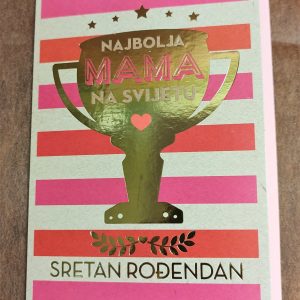 NAJBOLJA
MAMA
NA SVIJETU
SRETAN ROĐENDAN